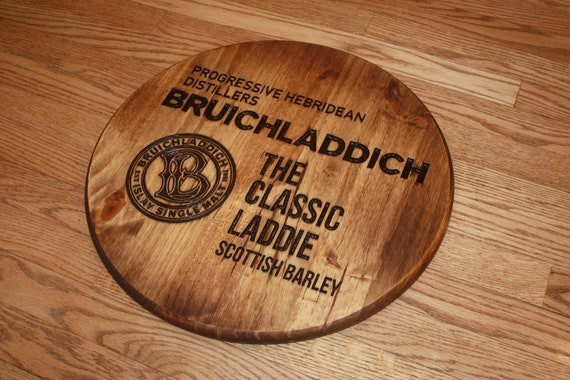 PROGRESSIVE HEBRIDEAN
DISTILLERS
BRUICHLADDICH
BRUICHLADDICH
B
ISLAY SINGLE MALT
THE
CLASSIC
LADDIE
SCOTTISH BARLEY